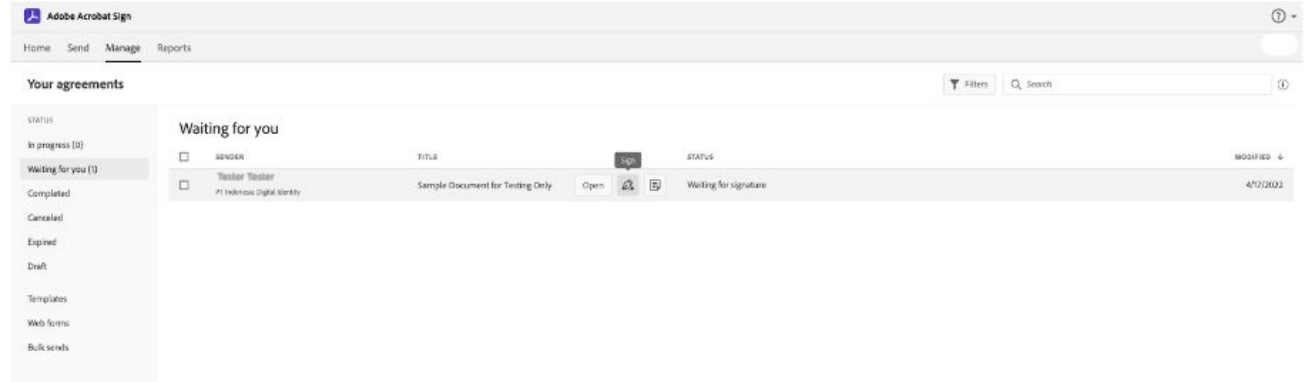 Adobe Acrobat Sign
Home Send Manage Reports
Your agreements
Filters Search
STATUS
In progress (0)
Waiting for you (1)
Completed
Canceled
Expired
Draft
Templates
Web forms
Bulk sends
Waiting for you
SENDER TITLE STATUS MODIFIED
Sign
Tester Tester
PT Indonesia Digital Identity
Sample Document for Testing Only Open Waiting for signature 4/17/2022